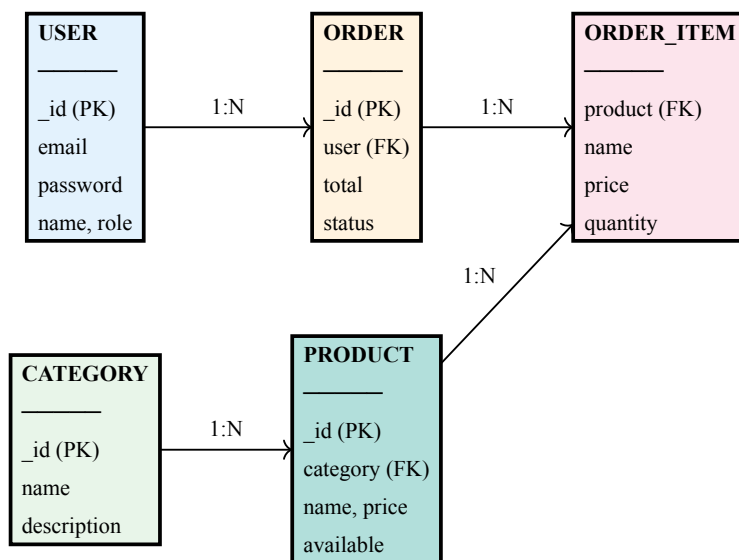 USER
_id (PK)
email
password
name, role
1:N
ORDER
_id (PK)
user (FK)
total
status
1:N
ORDER_ITEM
product (FK)
name
price
quantity
1:N
CATEGORY
_id (PK)
name
description
1:N
PRODUCT
_id (PK)
category (FK)
name, price
available